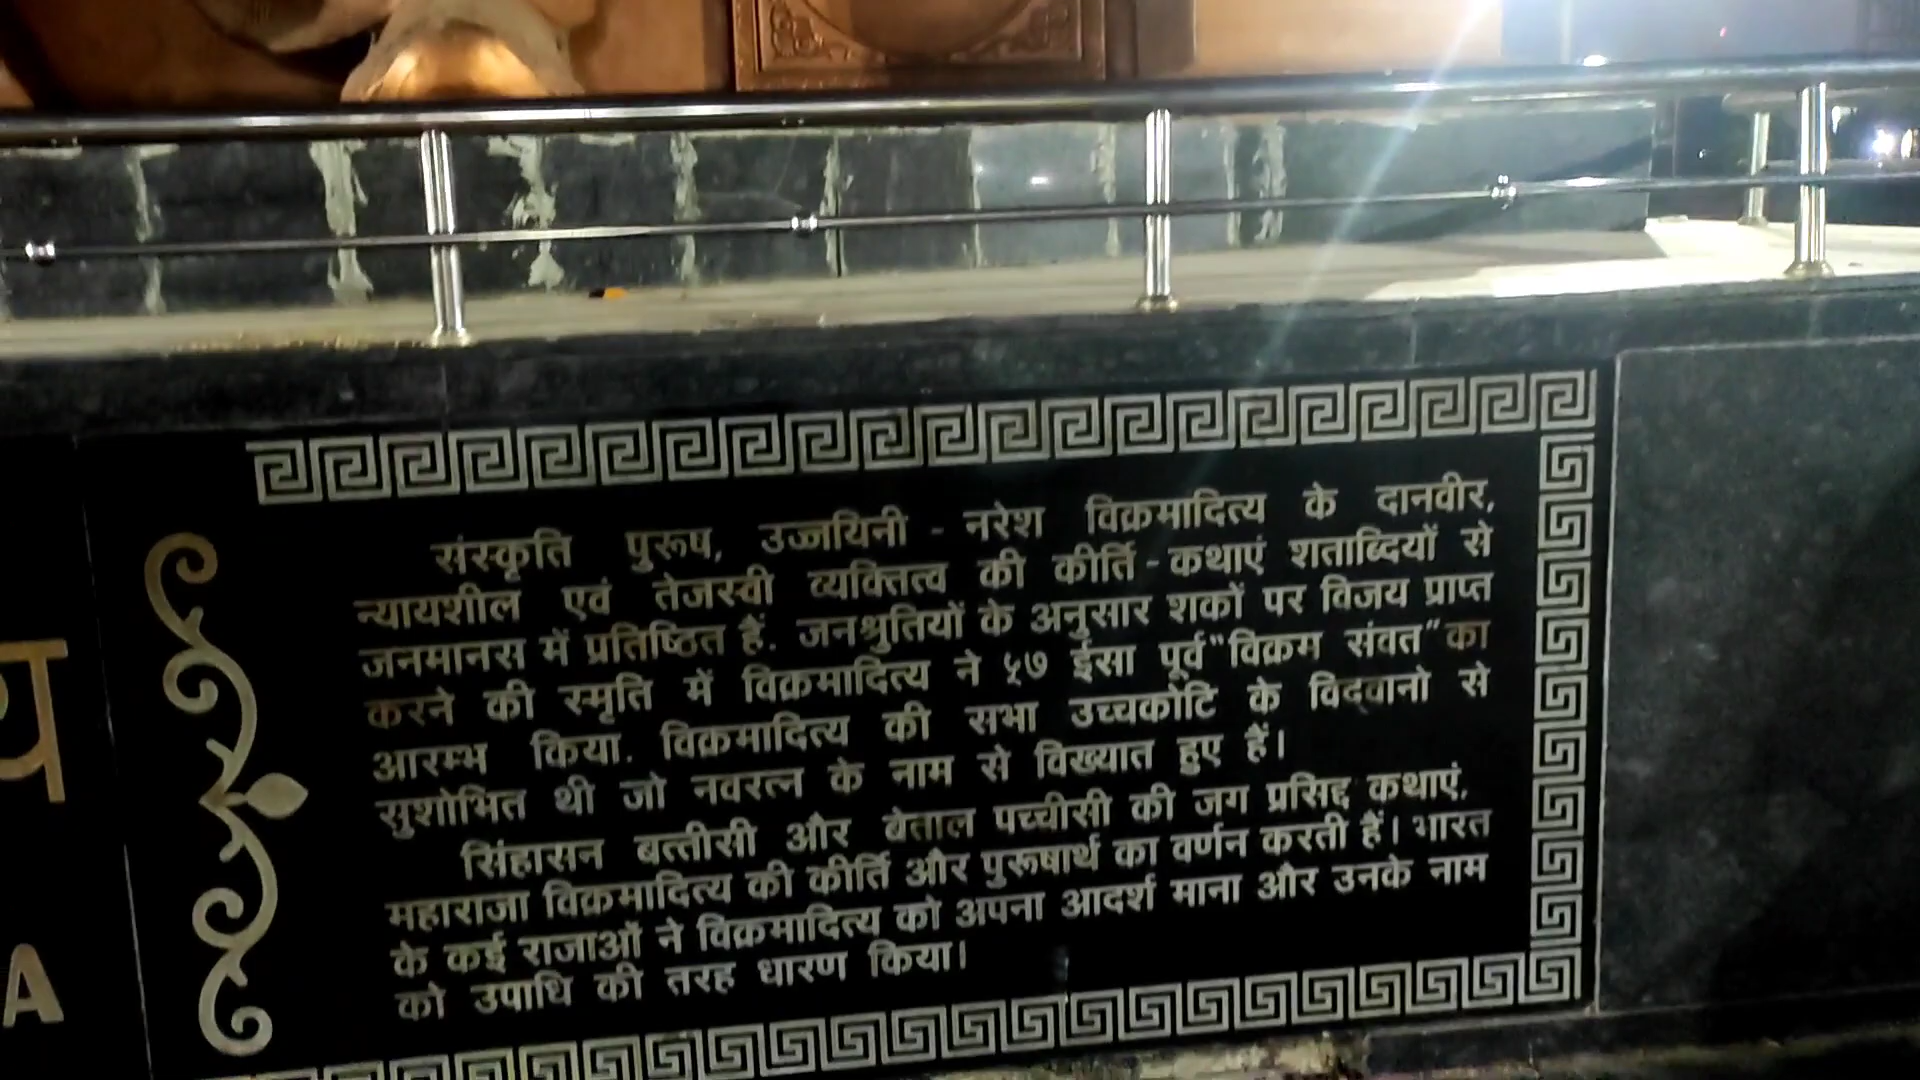 संस्कृति पुरूष, उज्जयिनी - नरेश विक्रमादित्य के दानवीर,
न्यायशील एवं तेजस्वी व्यक्तित्व की कीर्ति - कथाएं शताब्दियों से
जनमानस में प्रतिष्ठित हैं. जनश्रुतियों के अनुसार शकों पर विजय प्राप्त
करने की स्मृति में विक्रमादित्य ने ५७ ईसा पूर्व "विक्रम संवत" का
आरम्भ किया. विक्रमादित्य की सभा उच्चकोटि के विद्वानो से
सुशोभित थी जो नवरत्न के नाम से विख्यात हुए हैं।
सिंहासन बत्तीसी और बेताल पच्चीसी की जग प्रसिद्द कथाएं,
महाराजा विक्रमादित्य की कीर्ति और पुरूषार्थ का वर्णन करती हैं। भारत
के कई राजाओं ने विक्रमादित्य को अपना आदर्श माना और उनके नाम
को उपाधि की तरह धारण किया।
य
A